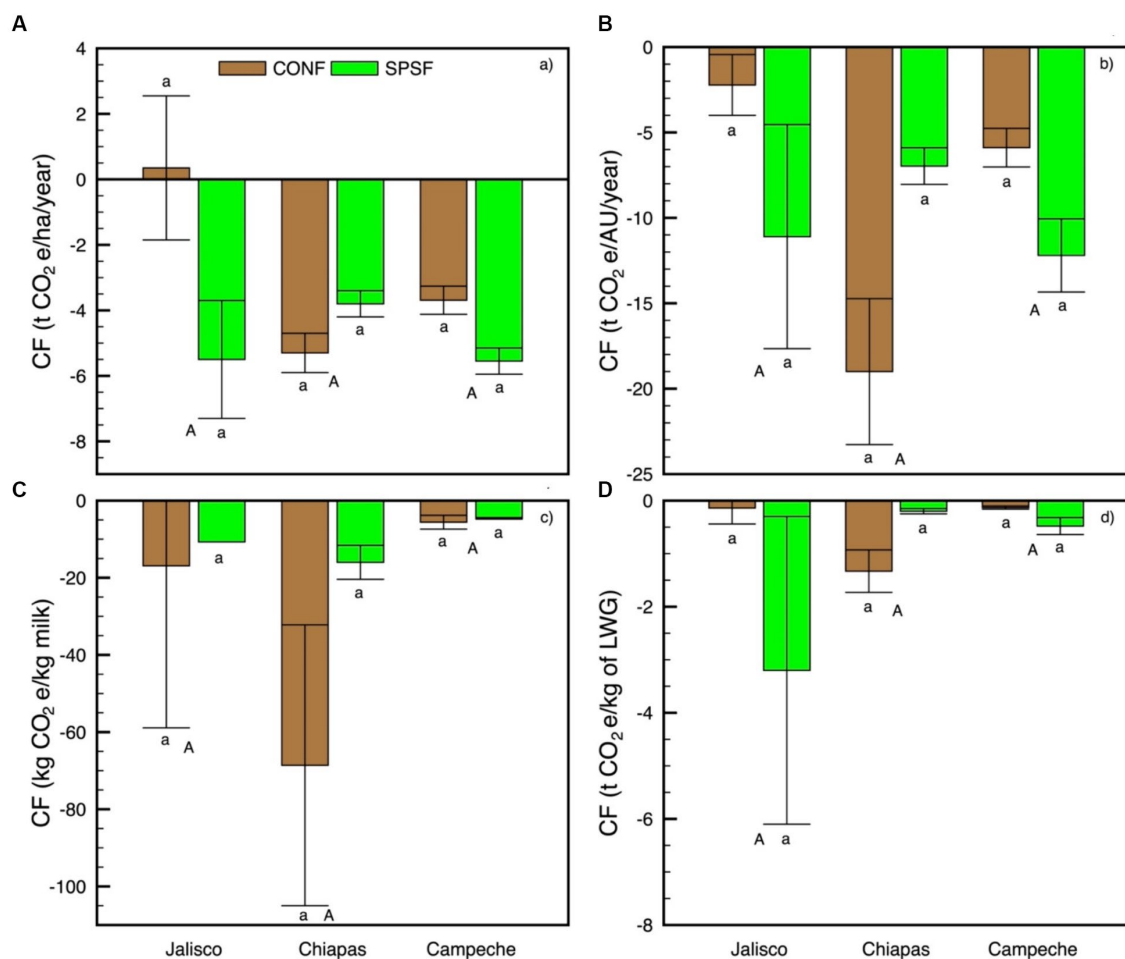 A
CF (t CO2 e/ha/year)
4
2
0
-2
-4
-6
-8
CONF
SPSF
a)
a
A
a
a
A
a
a
A
a
B
CF (t CO2 e/AU/year)
0
-5
-10
-15
-20
-25
b)
a
A
a
a
A
a
a
A
a
C
CF (kg CO2 e/kg milk)
0
-20
-40
-60
-80
-100
c)
a
A
a
a
A
a
a
A
a
Jalisco
Chiapas
Campeche
D
CF (t CO2 e/kg of LWG)
0
-2
-4
-6
-8
d)
a
A
a
a
A
a
a
A
a
Jalisco
Chiapas
Campeche